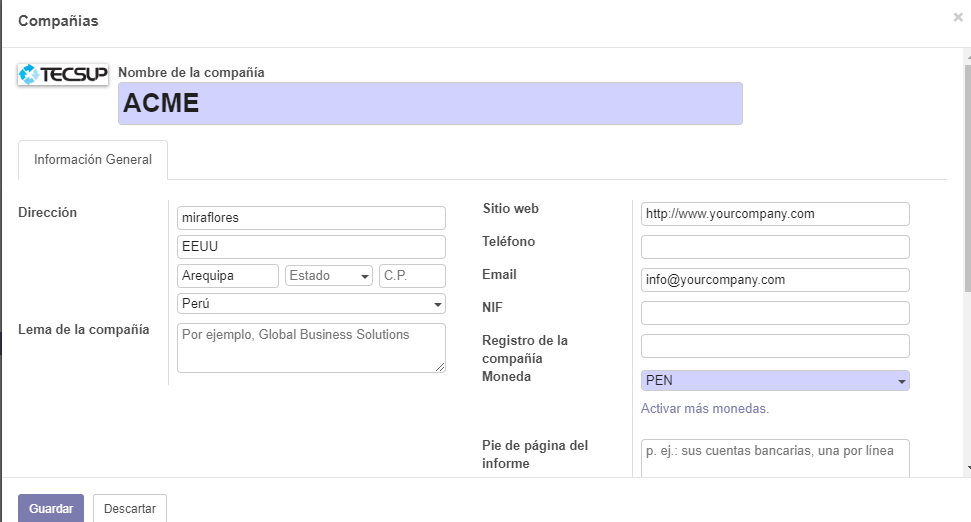 Compañias
×
TECSUP
Nombre de la compañía
ACME
Información General
Dirección
miraflores
EEUU
Arequipa
Estado
C.P.
Perú
Lema de la compañía
Por ejemplo, Global Business Solutions
Sitio web
http://www.yourcompany.com
Teléfono
Email
info@yourcompany.com
NIF
Registro de la
compañía
Moneda
PEN
Activar más monedas.
Pie de página del
informe
p. ej.: sus cuentas bancarias, una por línea
Guardar
Descartar